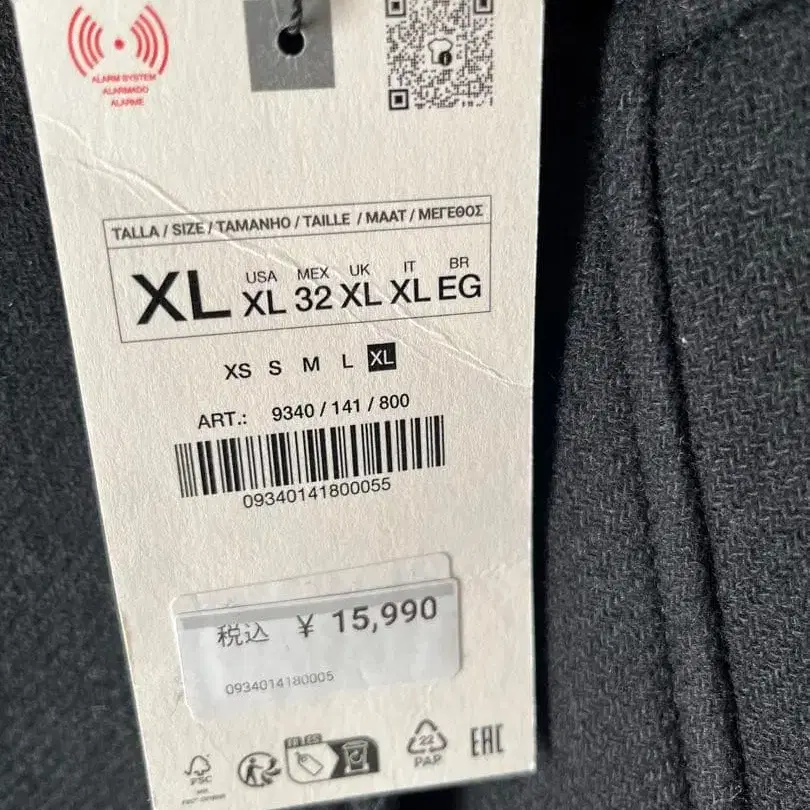 ALARM SYSTEM
ALARMADO
ALARME
TALLA / SIZE / TAMANHO / TAILLE / MAAT / ΜΕΓΕΘΟΣ
XL USA XL MEX 32 UK XL IT XL BR EG
XS S M L XL
ART.: 9340 / 141 / 800
09340141800055
税込 ¥ 15,990
0934014180005
FSC
22
PAP
EAC